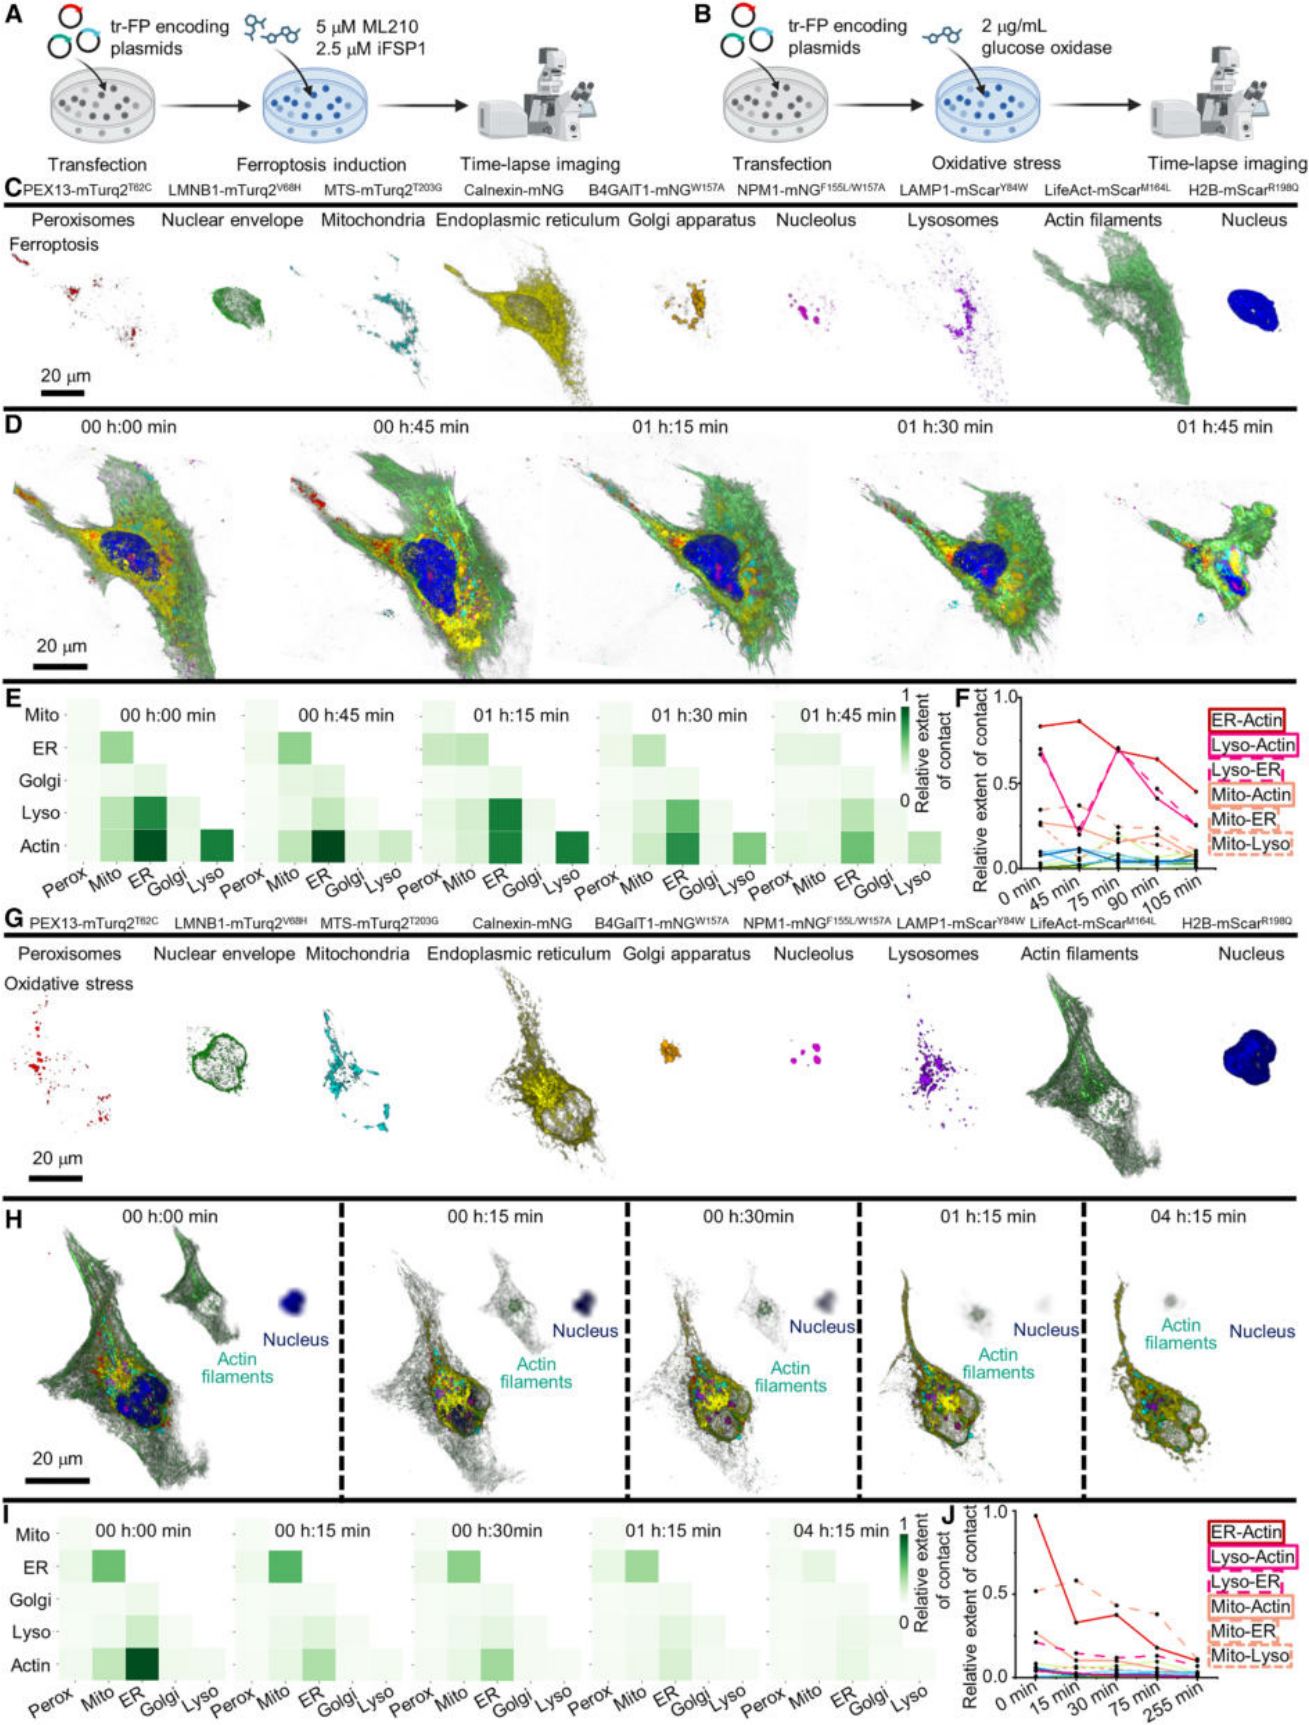 A
tr-FP encoding
plasmids
5 μM ML210
2.5 μM iFSP1
Transfection
Ferroptosis induction
Time-lapse imaging
B
tr-FP encoding
plasmids
2 μg/mL
glucose oxidase
Transfection
Oxidative stress
Time-lapse imaging
C
PEX13-mTurq2T62C LMNB1-mTurq2V68H MTS-mTurq2T203G Calnexin-mNG B4GAlT1-mNGW157A NPM1-mNGF155L/W157A LAMP1-mScarY84W LifeAct-mScarM164L H2B-mScarR198Q
Peroxisomes Nuclear envelope Mitochondria Endoplasmic reticulum Golgi apparatus Nucleolus Lysosomes Actin filaments Nucleus
Ferroptosis
20 μm
D
00 h:00 min 00 h:45 min 01 h:15 min 01 h:30 min 01 h:45 min
20 μm
E
00 h:00 min 00 h:45 min 01 h:15 min 01 h:30 min 01 h:45 min
Mito
ER
Golgi
Lyso
Actin
Perox Mito ER Golgi Lyso
Perox Mito ER Golgi Lyso
Perox Mito ER Golgi Lyso
Perox Mito ER Golgi Lyso
Perox Mito ER Golgi Lyso
1
0
Relative extent
of contact
F
Relative extent of contact
1.0
0.5
0.0
0 min 45 min 75 min 90 min 105 min
ER-Actin
Lyso-Actin
Lyso-ER
Mito-Actin
Mito-ER
Mito-Lyso
G
PEX13-mTurq2T62C LMNB1-mTurq2V68H MTS-mTurq2T203G Calnexin-mNG B4GalT1-mNGW157A NPM1-mNGF155L/W157A LAMP1-mScarY84W LifeAct-mScarM164L H2B-mScarR198Q
Peroxisomes Nuclear envelope Mitochondria Endoplasmic reticulum Golgi apparatus Nucleolus Lysosomes Actin filaments Nucleus
Oxidative stress
20 μm
H
00 h:00 min 00 h:15 min 00 h:30min 01 h:15 min 04 h:15 min
Nucleus
Actin
filaments
Nucleus
Actin
filaments
Nucleus
Actin
filaments
Nucleus
Actin
filaments
Nucleus
Actin
filaments
20 μm
I
00 h:00 min 00 h:15 min 00 h:30min 01 h:15 min 04 h:15 min
Mito
ER
Golgi
Lyso
Actin
Perox Mito ER Golgi Lyso
Perox Mito ER Golgi Lyso
Perox Mito ER Golgi Lyso
Perox Mito ER Golgi Lyso
Perox Mito ER Golgi Lyso
1
0
Relative extent
of contact
J
Relative extent of contact
1.0
0.5
0.0
0 min 15 min 30 min 75 min 255 min
ER-Actin
Lyso-Actin
Lyso-ER
Mito-Actin
Mito-ER
Mito-Lyso